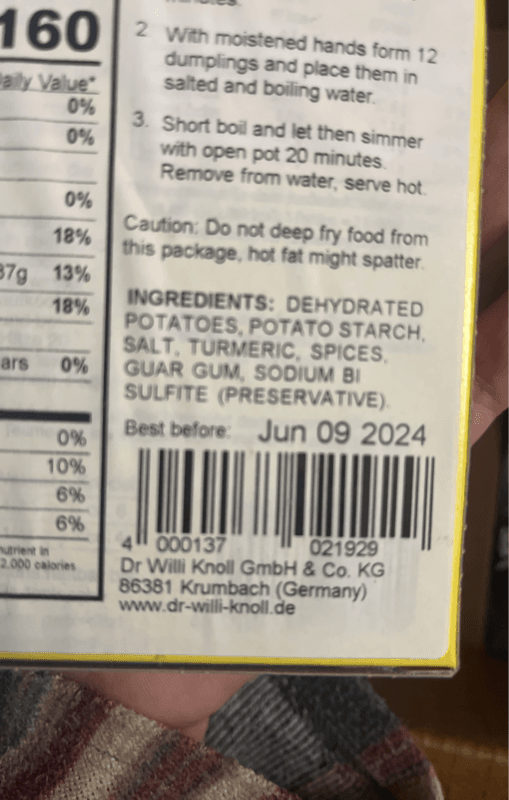 160
2 With moistened hands form 12
dumplings and place them in
salted and boiling water.
3. Short boil and let then simmer
with open pot 20 minutes.
Remove from water, serve hot.
Caution: Do not deep fry food from
this package, hot fat might spatter.
INGREDIENTS: DEHYDRATED
POTATOES, POTATO STARCH,
SALT, TURMERIC, SPICES,
GUAR GUM, SODIUM BI
SULFITE (PRESERVATIVE).
Best before: Jun 09 2024
4 000137 021929
Dr Willi Knoll GmbH & Co. KG
86381 Krumbach (Germany)
www.dr-willi-knoll.de
Value*
0%
0%
0%
18%
37g 13%
18%
ars 0%
0%
10%
6%
6%
nutrient in
2,000 calories